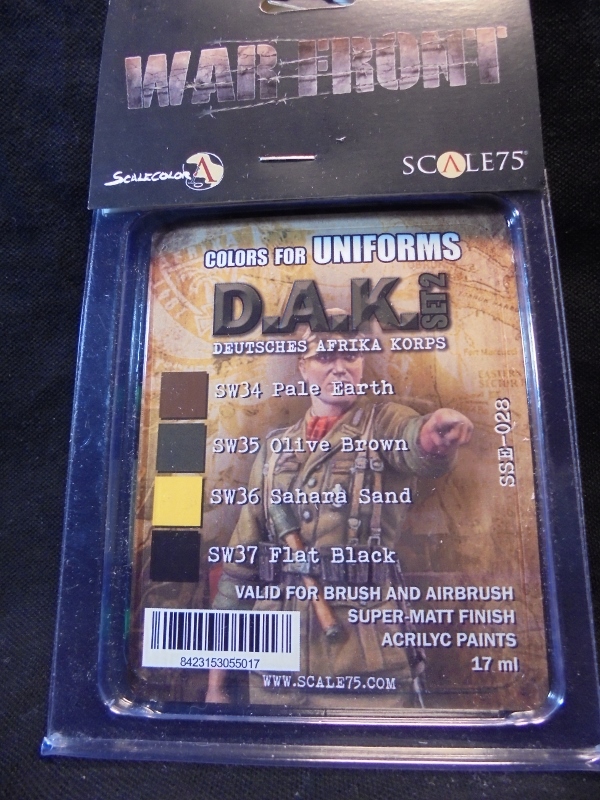 WAR FRONT
SCALECOLOR
SCALE75
COLORS FOR UNIFORMS
D.A.K. SET 2
DEUTSCHES AFRIKA KORPS
SW34 Pale Earth
SW35 Olive Brown
SW36 Sahara Sand
SW37 Flat Black
SSE-028
VALID FOR BRUSH AND AIRBRUSH
SUPER-MATT FINISH
ACRILYC PAINTS
17 ml
8423153055017
WWW.SCALE75.COM